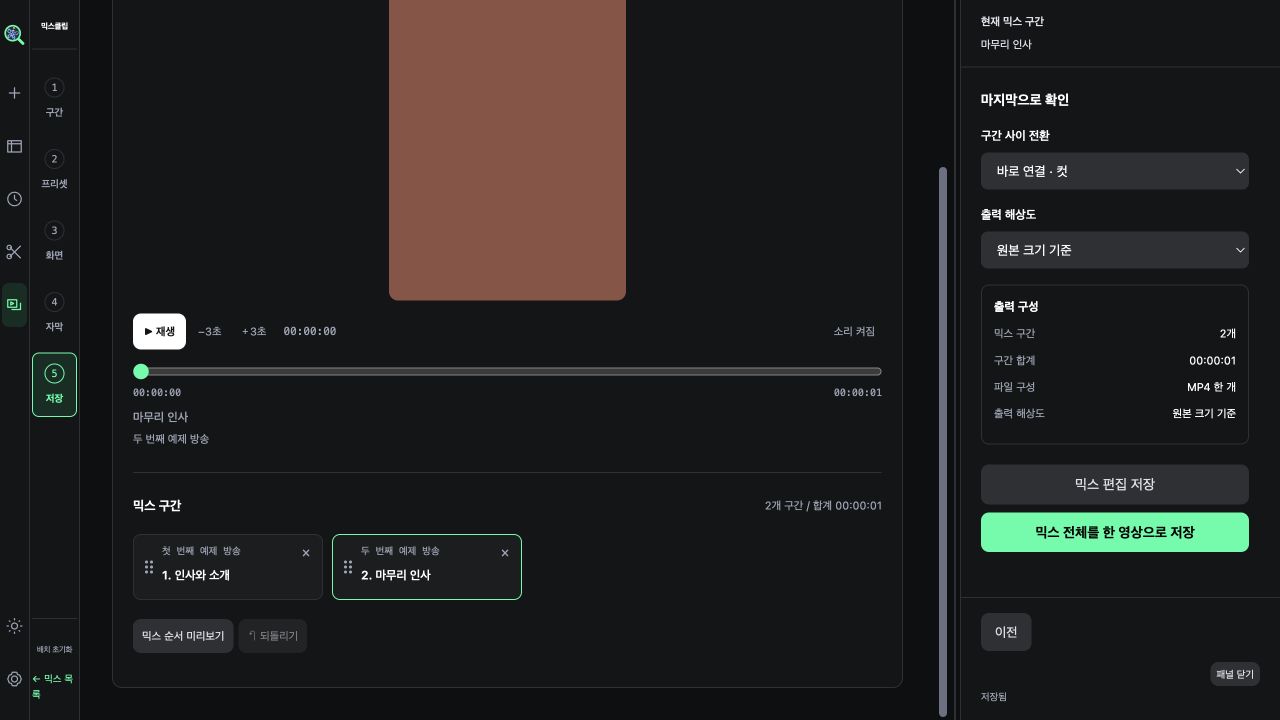 믹스클립
1
구간
2
프리셋
3
화면
4
자막
5
저장
배치 초기화
← 믹스 목
록
▶ 재생
−3초
+3초
00:00:00
소리 켜짐
00:00:00
00:00:01
마무리 인사
두 번째 예제 방송
믹스 구간
2개 구간 / 합계 00:00:01
첫 번째 예제 방송
×
1. 인사와 소개
두 번째 예제 방송
×
2. 마무리 인사
믹스 순서 미리보기
되돌리기
현재 믹스 구간
마무리 인사
마지막으로 확인
구간 사이 전환
바로 연결 · 컷
출력 해상도
원본 크기 기준
출력 구성
믹스 구간 2개
구간 합계 00:00:01
파일 구성 MP4 한 개
출력 해상도 원본 크기 기준
믹스 편집 저장
믹스 전체를 한 영상으로 저장
이전
패널 닫기
저장됨